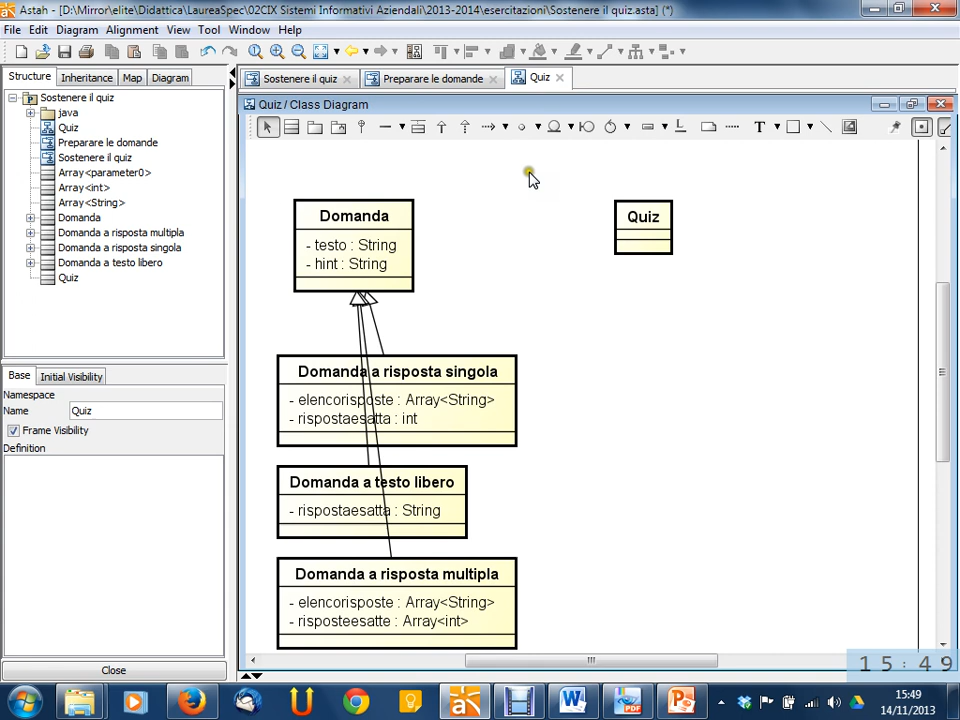 Astah - [D:\Mirror\elite\Didattica\LaureaSpec\02CIX Sistemi Informativi Aziendali\2013-2014\esercitazioni\Sostenere il quiz.asta] (*)
File Edit Diagram Alignment View Tool Window Help
Structure Inheritance Map Diagram
Sostenere il quiz
java
Quiz
Preparare le domande
Sostenere il quiz
Array<parameter0>
Array<int>
Array<String>
Domanda
Domanda a risposta multipla
Domanda a risposta singola
Domanda a testo libero
Quiz
Base Initial Visibility
Namespace
Name Quiz
Frame Visibility
Definition
Close
Sostenere il quiz Preparare le domande Quiz
Quiz / Class Diagram
T
Domanda
- testo : String
- hint : String
Quiz
Domanda a risposta singola
- elencorisposte : Array<String>
- rispostaesatta : int
Domanda a testo libero
- rispostaesatta : String
Domanda a risposta multipla
- elencorisposte : Array<String>
- risposteesatte : Array<int>
15:49
15:49
14/11/2013